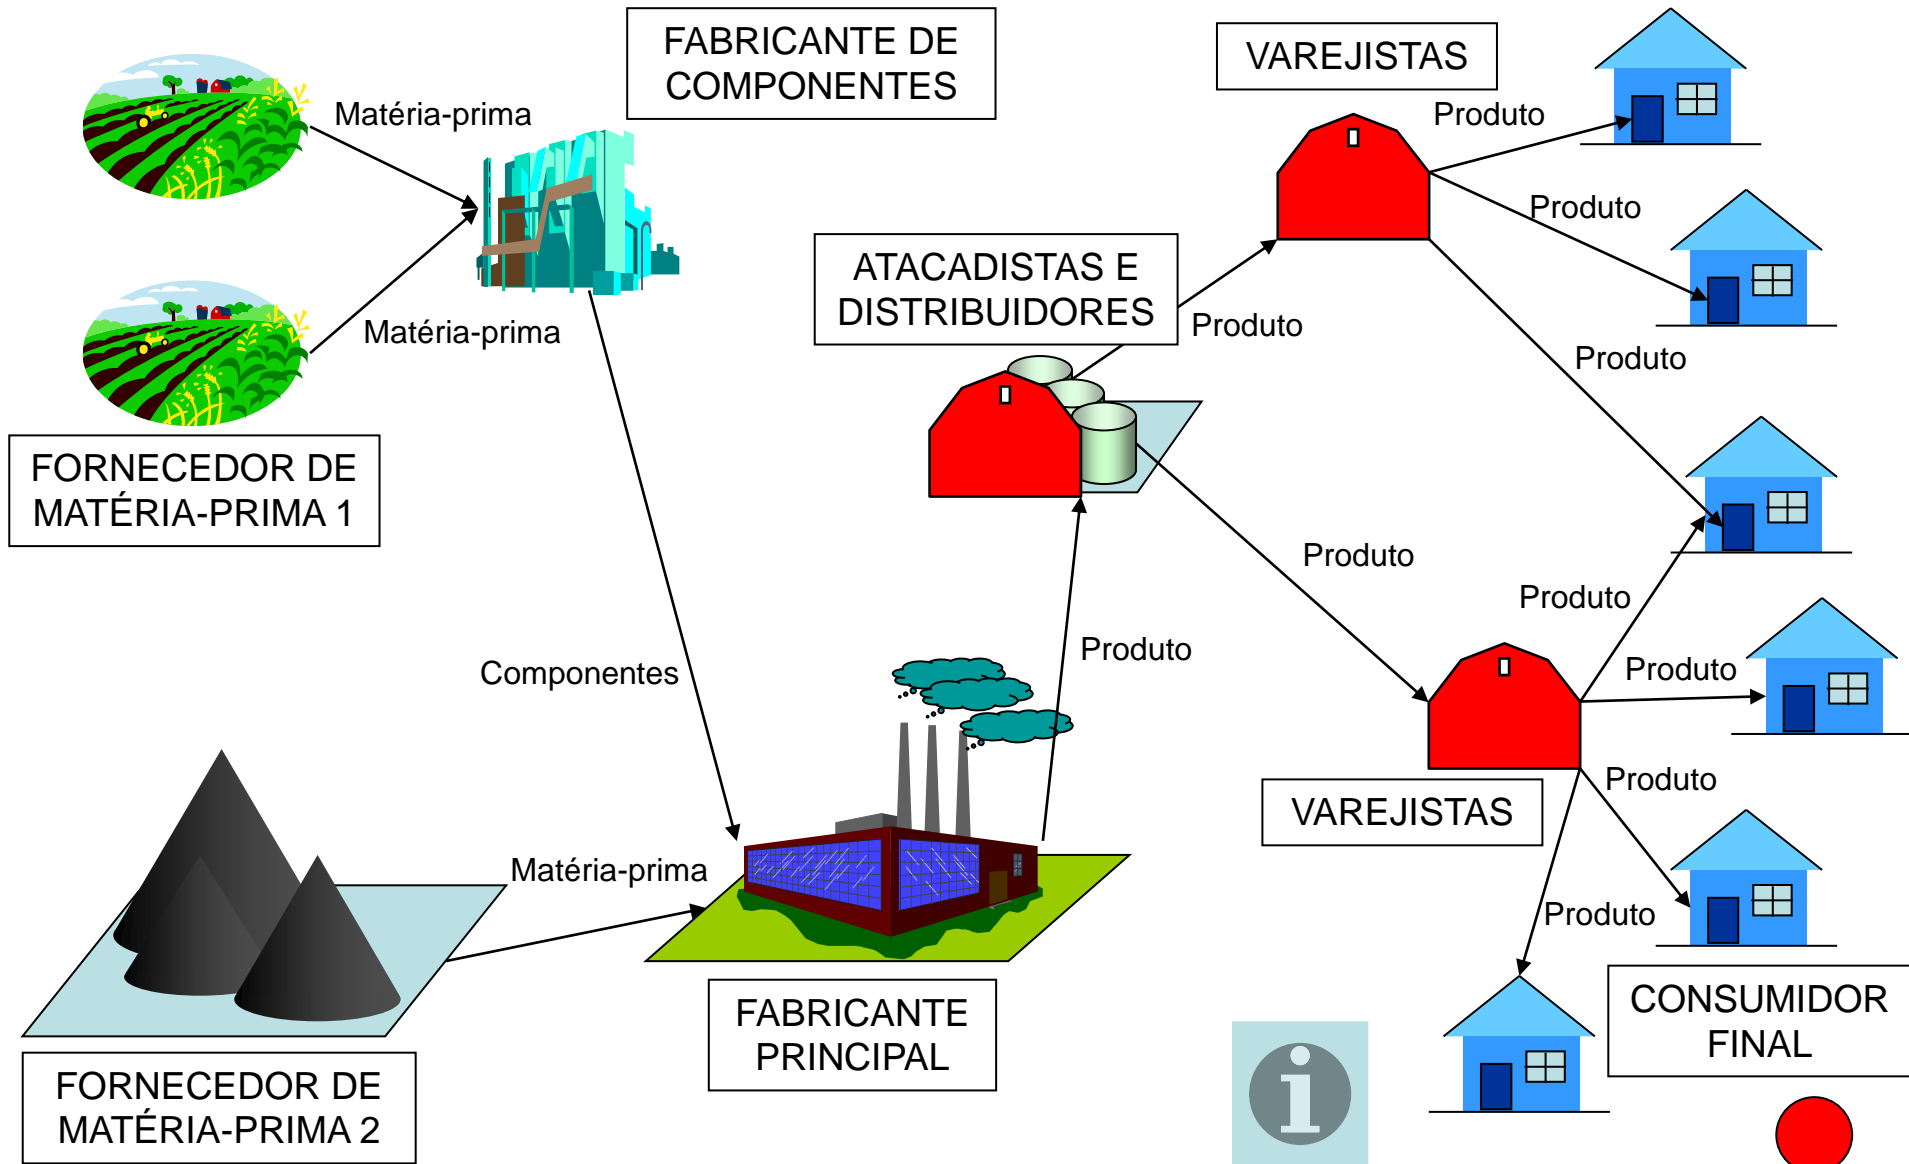 FABRICANTE DE
COMPONENTES
VAREJISTAS
Matéria-prima
Produto
Produto
ATACADISTAS E
DISTRIBUIDORES
Matéria-prima
Produto
Produto
FORNECEDOR DE
MATÉRIA-PRIMA 1
Produto
Produto
Componentes
Produto
Produto
Produto
VAREJISTAS
Matéria-prima
Produto
FABRICANTE
PRINCIPAL
CONSUMIDOR
FINAL
FORNECEDOR DE
MATÉRIA-PRIMA 2
i